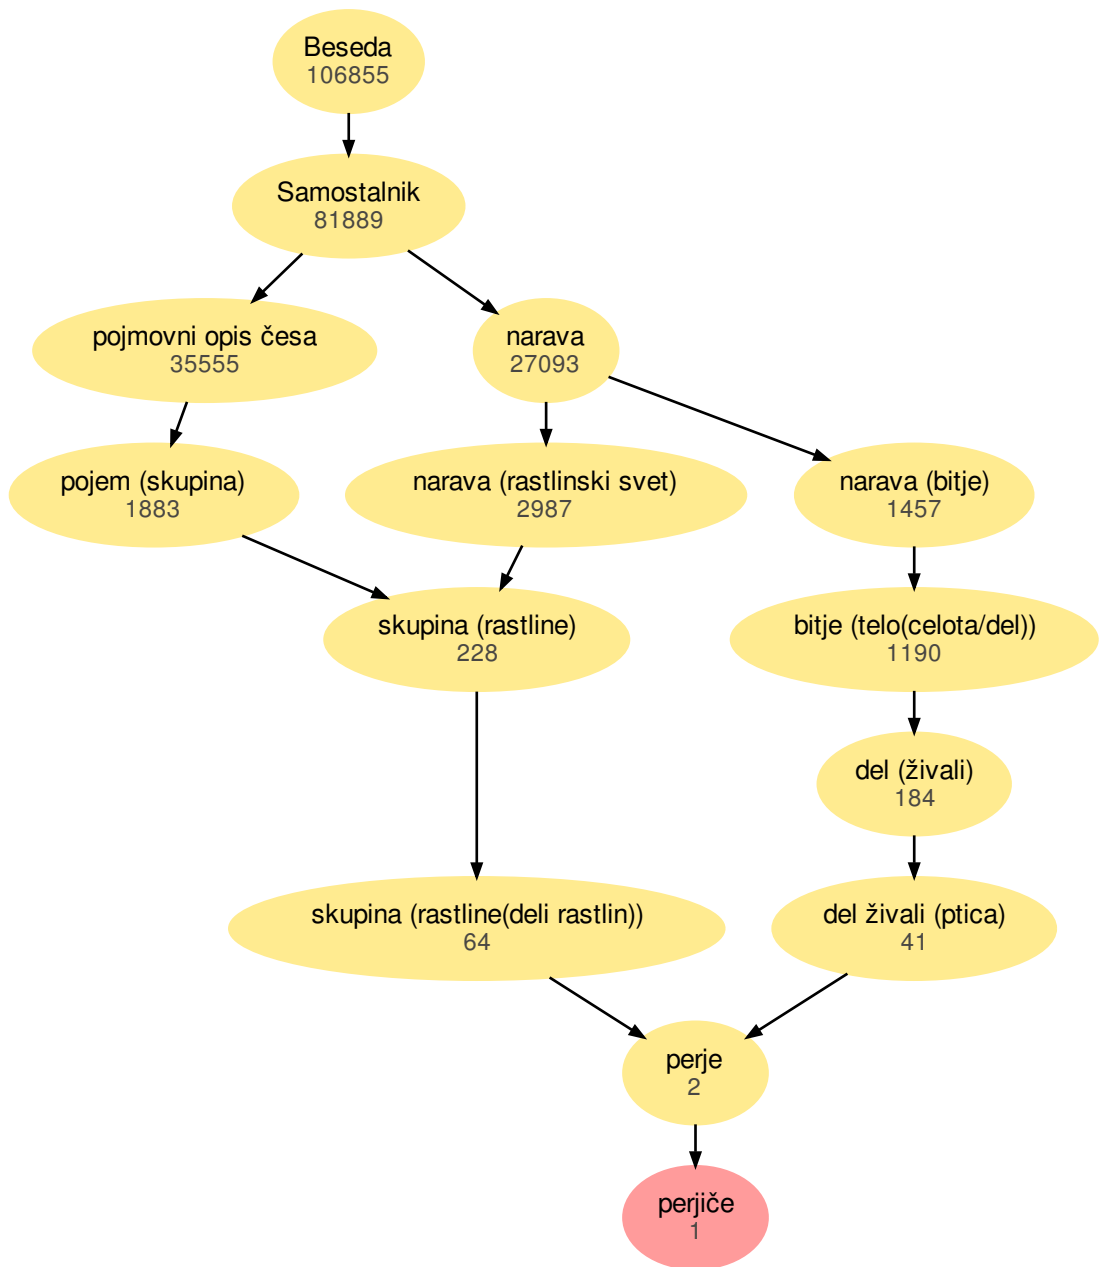 Beseda
106855
Samostalnik
81889
pojmovni opis česa
35555
narava
27093
pojem (skupina)
1883
narava (rastlinski svet)
2987
narava (bitje)
1457
skupina (rastline)
228
bitje (telo(celota/del))
1190
del (živali)
184
skupina (rastline(deli rastlin))
64
del živali (ptica)
41
perje
2
perjiče
1